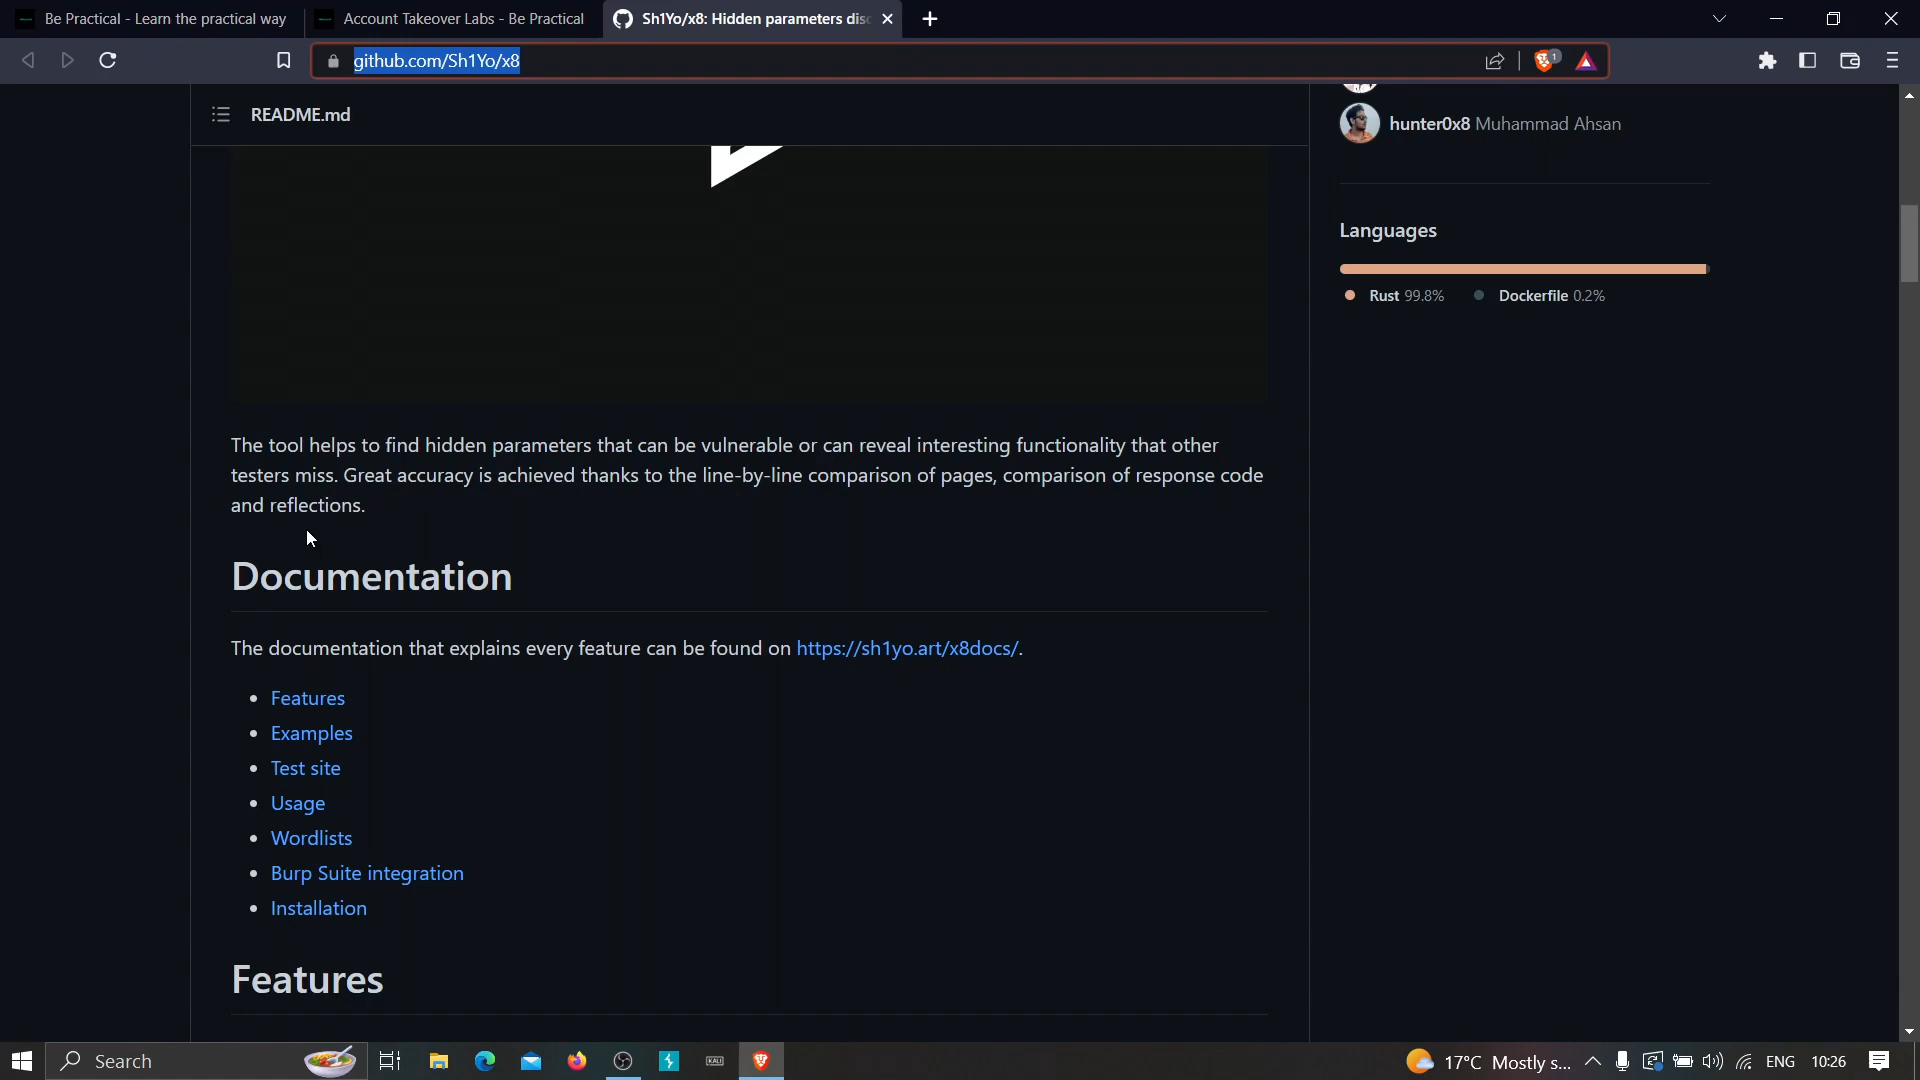 Be Practical - Learn the practical way
Account Takeover Labs - Be Practical
Sh1Yo/x8: Hidden parameters dis
github.com/Sh1Yo/x8
1
README.md
hunter0x8 Muhammad Ahsan
Languages
Rust 99.8%
Dockerfile 0.2%
The tool helps to find hidden parameters that can be vulnerable or can reveal interesting functionality that other
testers miss. Great accuracy is achieved thanks to the line-by-line comparison of pages, comparison of response code
and reflections.
Documentation
The documentation that explains every feature can be found on https://sh1yo.art/x8docs/.
• Features
• Examples
• Test site
• Usage
• Wordlists
• Burp Suite integration
• Installation
Features
Search
KALI
17°C Mostly s...
ENG
10:26